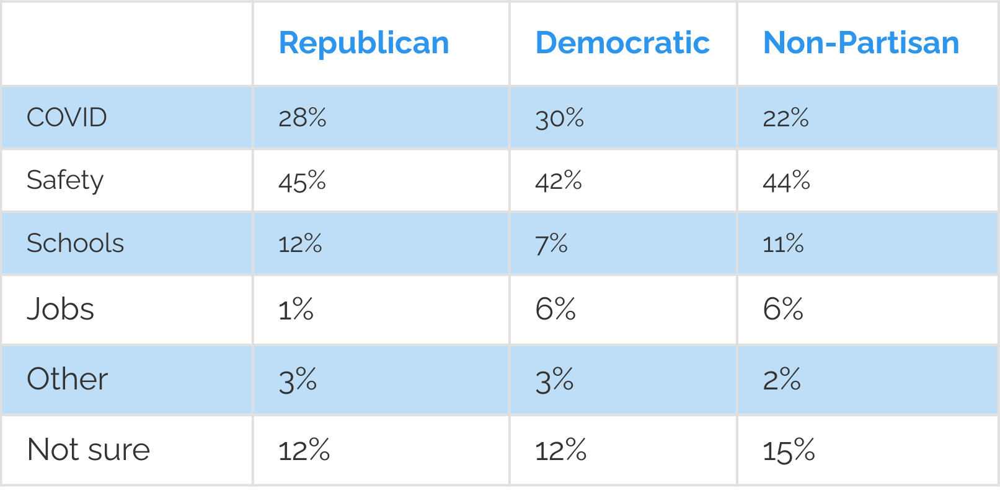 Republican Democratic Non-Partisan
COVID 28% 30% 22%
Safety 45% 42% 44%
Schools 12% 7% 11%
Jobs 1% 6% 6%
Other 3% 3% 2%
Not sure 12% 12% 15%